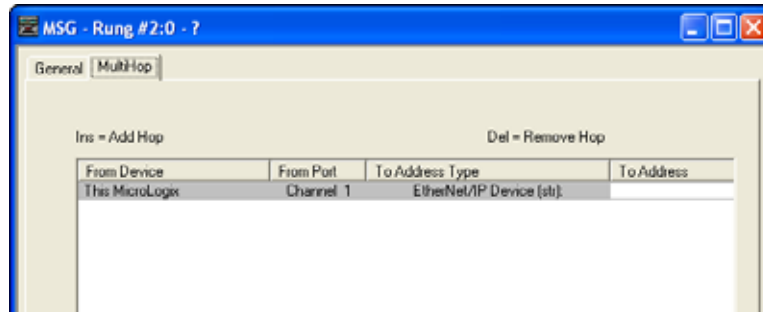 MSG - Rung #2:0 - ?
General MultiHop
Ins = Add Hop Del = Remove Hop
From Device From Port To Address Type To Address
This MicroLogix Channel 1 EtherNet/IP Device (str):